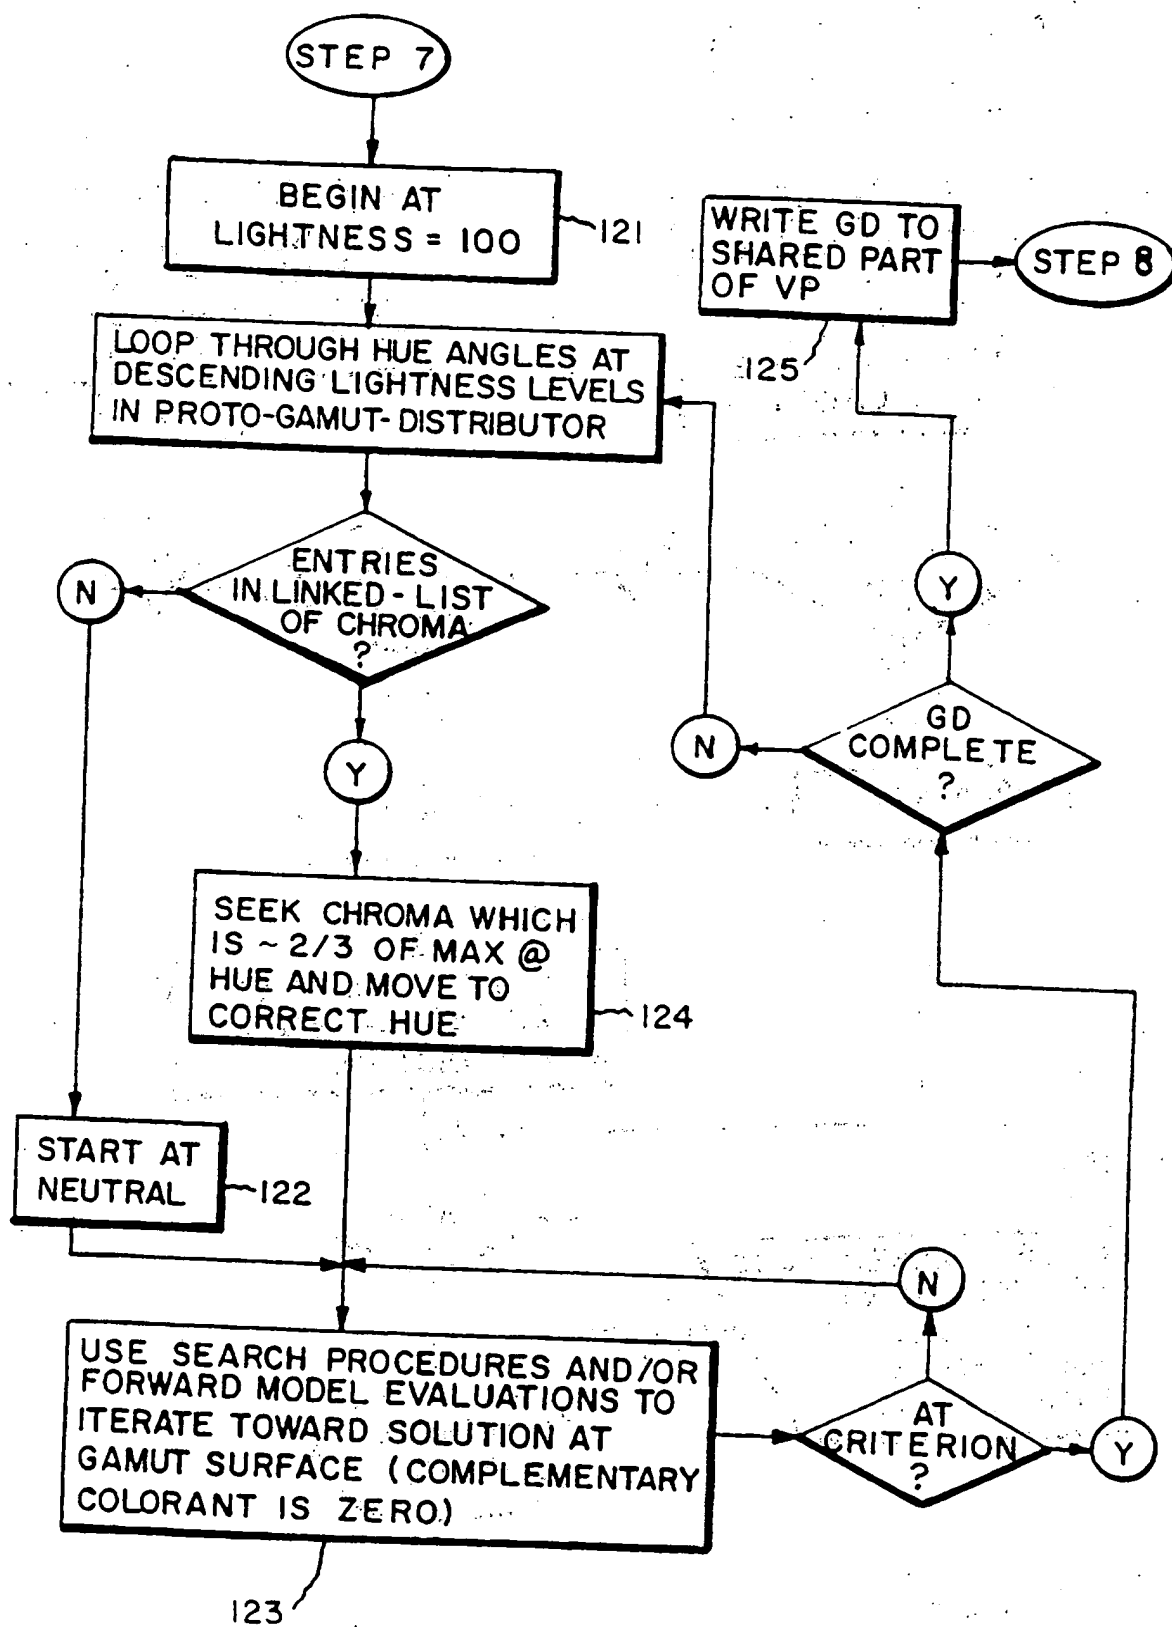 STEP 7
BEGIN AT
LIGHTNESS = 100
121
LOOP THROUGH HUE ANGLES AT
DESCENDING LIGHTNESS LEVELS
IN PROTO-GAMUT-DISTRIBUTOR
ENTRIES
IN LINKED-LIST
OF CHROMA
?
N
Y
SEEK CHROMA WHICH
IS ~ 2/3 OF MAX @
HUE AND MOVE TO
CORRECT HUE
124
START AT
NEUTRAL
122
USE SEARCH PROCEDURES AND/OR
FORWARD MODEL EVALUATIONS TO
ITERATE TOWARD SOLUTION AT
GAMUT SURFACE (COMPLEMENTARY
COLORANT IS ZERO)
123
AT
CRITERION
?
N
Y
GD
COMPLETE
?
N
Y
WRITE GD TO
SHARED PART
OF VP
125
STEP 8